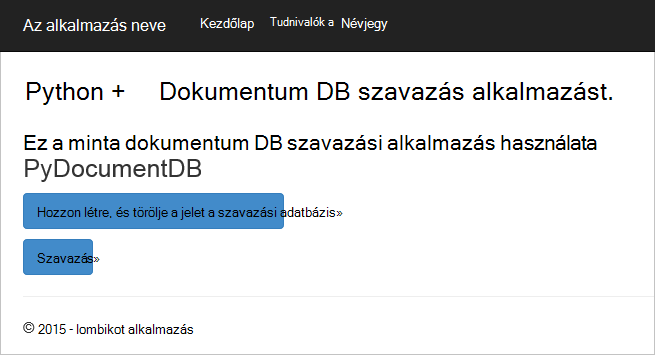 Az alkalmazás neve Kezdőlap Tudnivalók a Névjegy
Python + Dokumentum DB szavazás alkalmazást.
Ez a minta dokumentum DB szavazási alkalmazás használata
PyDocumentDB
Hozzon létre, és törölje a jelet a szavazási adatbázis»
Szavazás»
© 2015 - lombikot alkalmazás